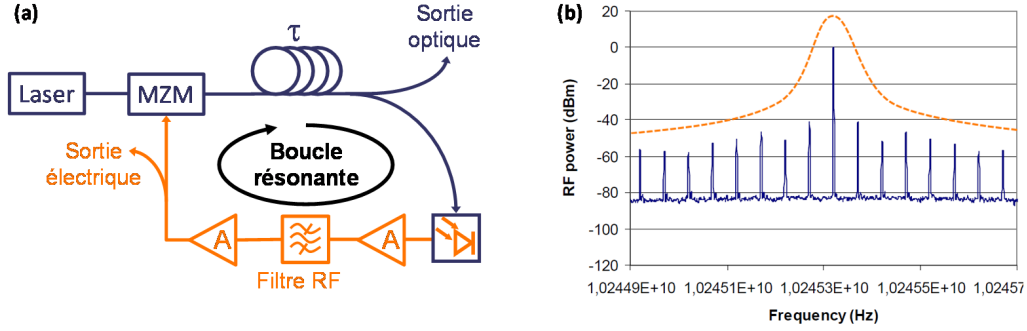 (a)
Laser
MZM
τ
Sortie
optique
Sortie
électrique
Boucle
résonante
A
A
Filtre RF
(b)
RF power (dBm)
20
0
-20
-40
-60
-80
-100
-120
1,02449E+10 1,02451E+10 1,02453E+10 1,02455E+10 1,02457
Frequency (Hz)